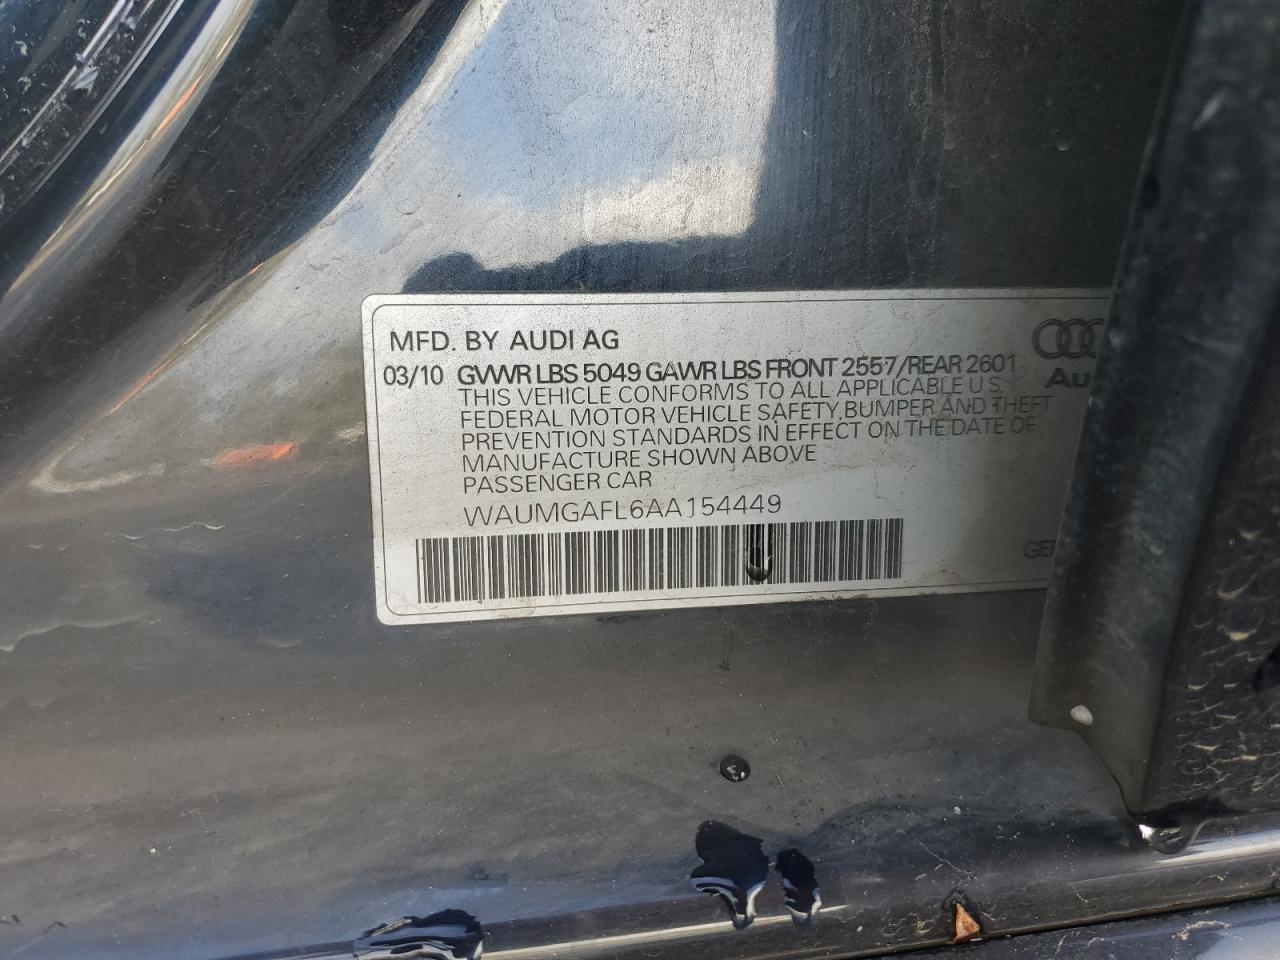 MFD. BY AUDI AG
03/10 GVWR LBS 5049 GAWR LBS FRONT 2557/REAR 2601
THIS VEHICLE CONFORMS TO ALL APPLICABLE U.S.
FEDERAL MOTOR VEHICLE SAFETY, BUMPER AND THEFT
PREVENTION STANDARDS IN EFFECT ON THE DATE OF
MANUFACTURE SHOWN ABOVE
PASSENGER CAR
WAUMGAFL6AA154449